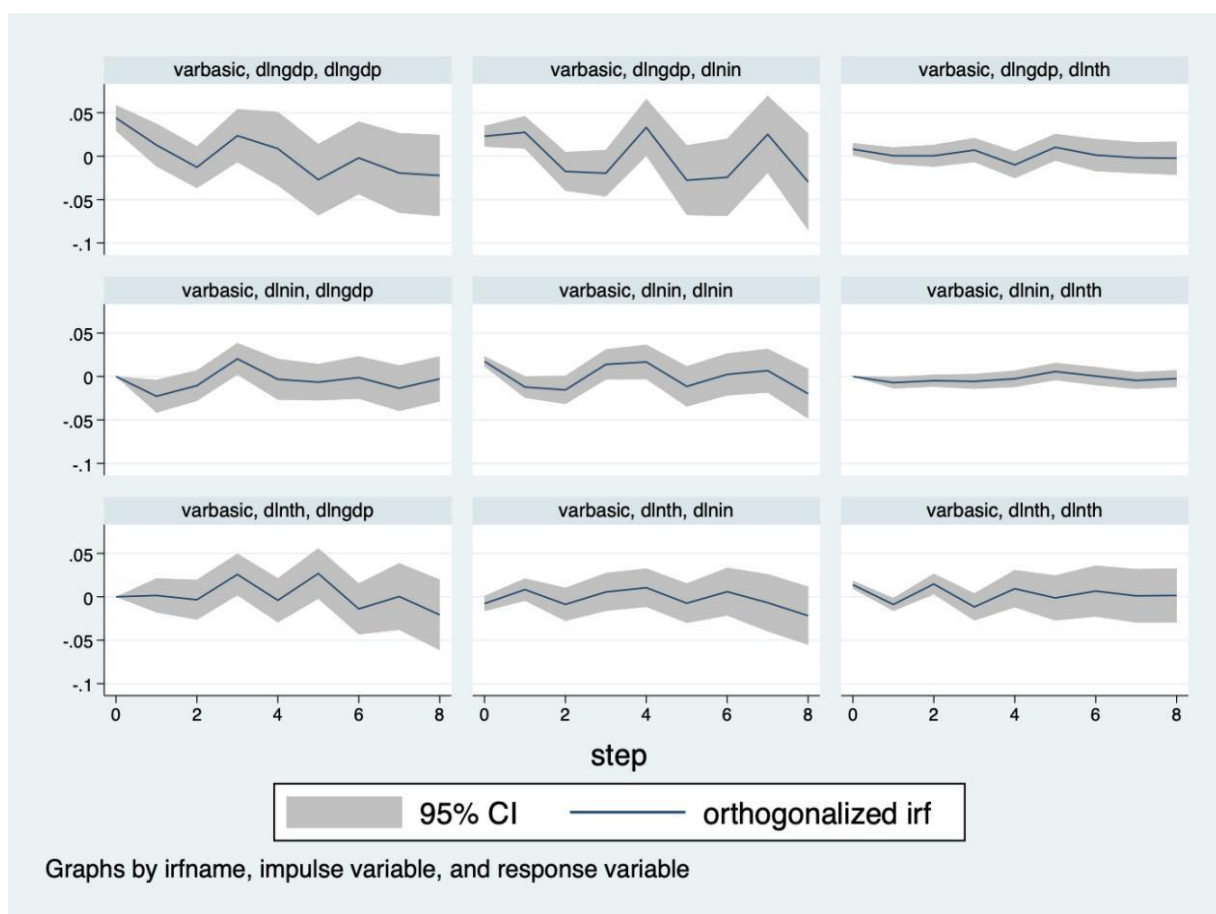 varbasic, dlngdp, dlngdp
varbasic, dlngdp, dlnin
varbasic, dlngdp, dlnth
.05
0
-.05
-.1
varbasic, dlnin, dlngdp
varbasic, dlnin, dlnin
varbasic, dlnin, dlnth
.05
0
-.05
-.1
varbasic, dlnth, dlngdp
varbasic, dlnth, dlnin
varbasic, dlnth, dlnth
.05
0
-.05
-.1
0 2 4 6 8
0 2 4 6 8
0 2 4 6 8
step
95% CI
orthogonalized irf
Graphs by irfname, impulse variable, and response variable